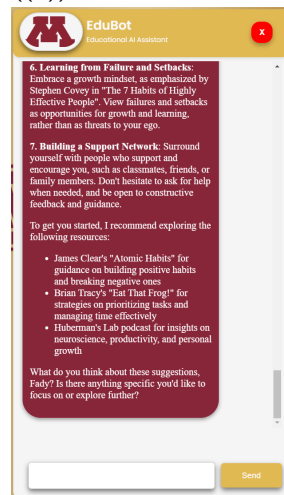 EduBot
Educational AI Assistant
X
6. Learning from Failure and Setbacks:
Embrace a growth mindset, as emphasized by
Stephen Covey in "The 7 Habits of Highly
Effective People". View failures and setbacks
as opportunities for growth and learning,
rather than as threats to your ego.
7. Building a Support Network: Surround
yourself with people who support and
encourage you, such as classmates, friends, or
family members. Don't hesitate to ask for help
when needed, and be open to constructive
feedback and guidance.
To get you started, I recommend exploring the
following resources:
• James Clear's "Atomic Habits" for
guidance on building positive habits
and breaking negative ones
• Brian Tracy's "Eat That Frog!" for
strategies on prioritizing tasks and
managing time effectively
• Huberman's Lab podcast for insights on
neuroscience, productivity, and personal
growth
What do you think about these suggestions,
Fady? Is there anything specific you'd like to
focus on or explore further?
Send